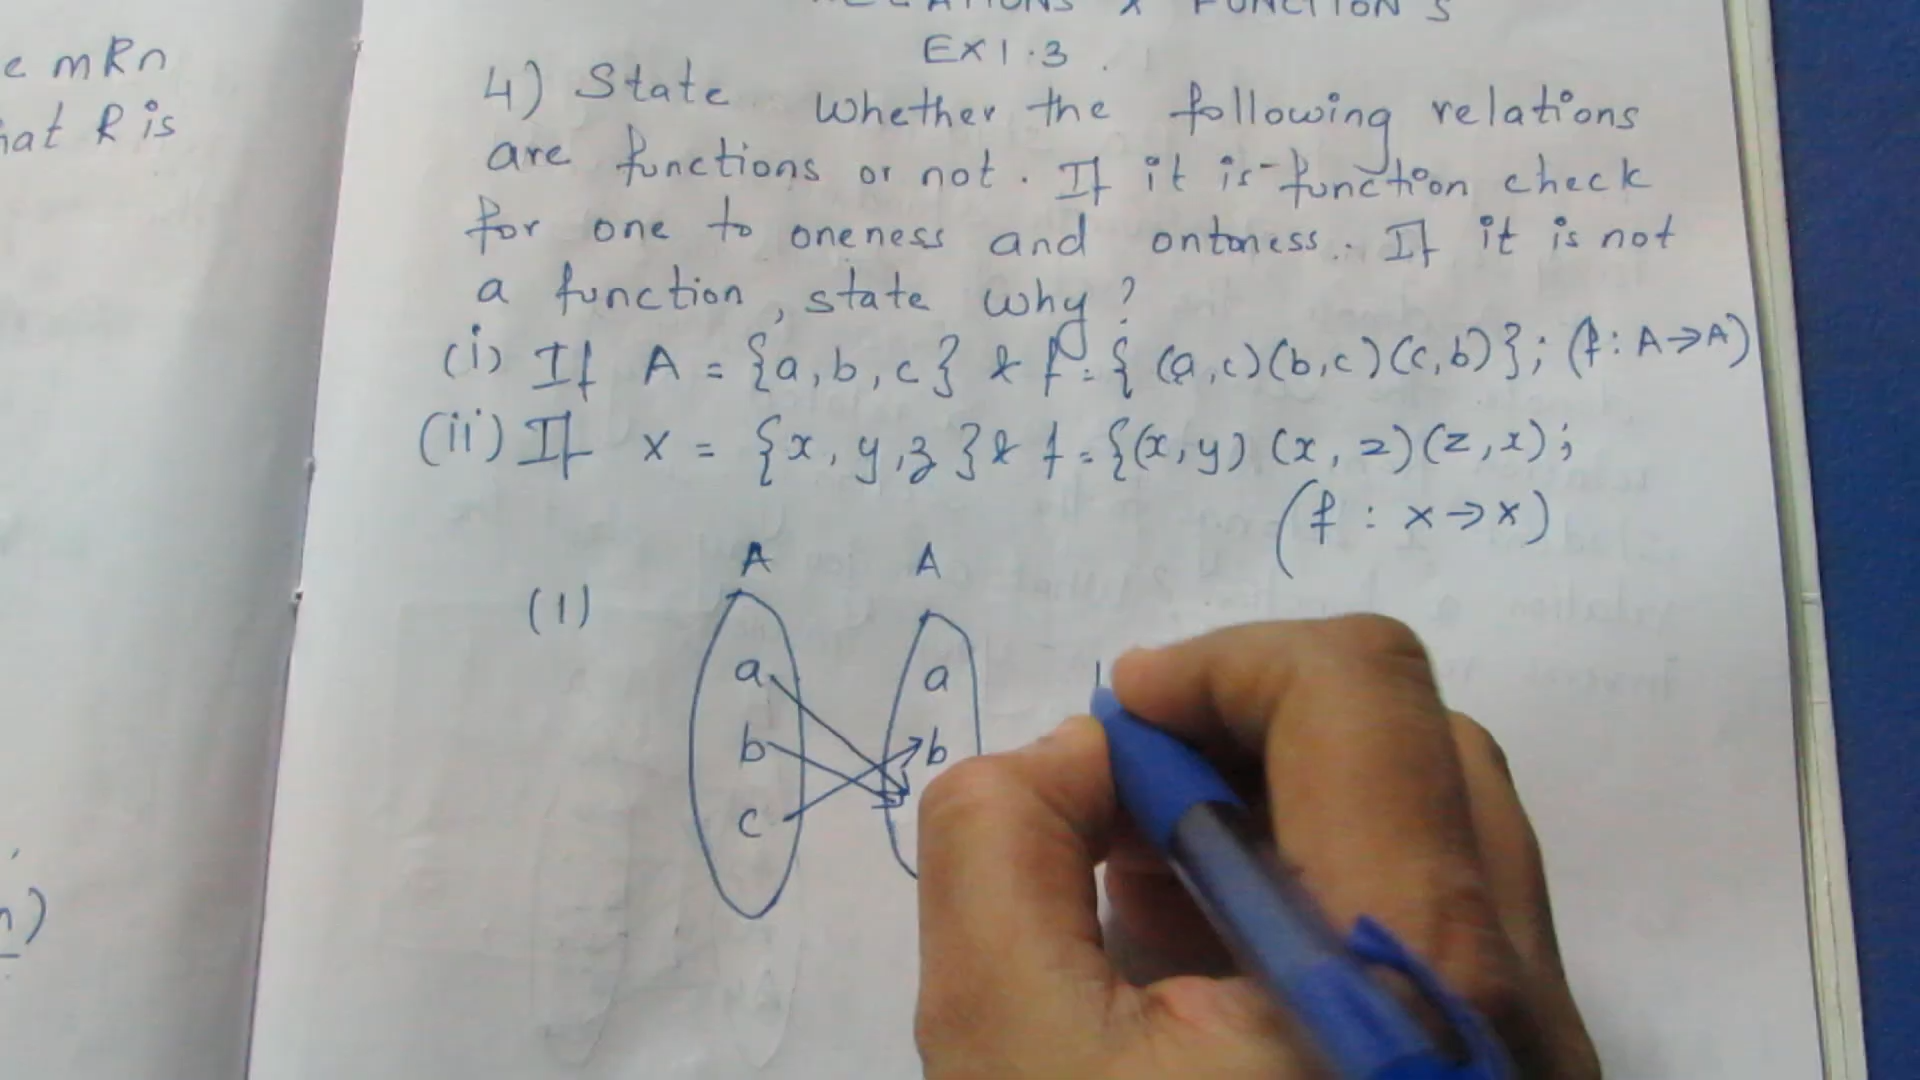 e mRn
hat R is
n)
RELATIONS & FUNCTIONS
EX 1.3
4) State whether the following relations
are functions or not. If it is function check
for one to oneness and ontoness. If it is not
a function, state why?
(i) If A = {a, b, c} & f = { (a,c)(b,c)(c,b)}; (f: A→A)
(ii) If x = {x, y, z} & f = {(x,y) (x, z)(z, x);
(f : x→x)
A A
(1)
a a
b b
c